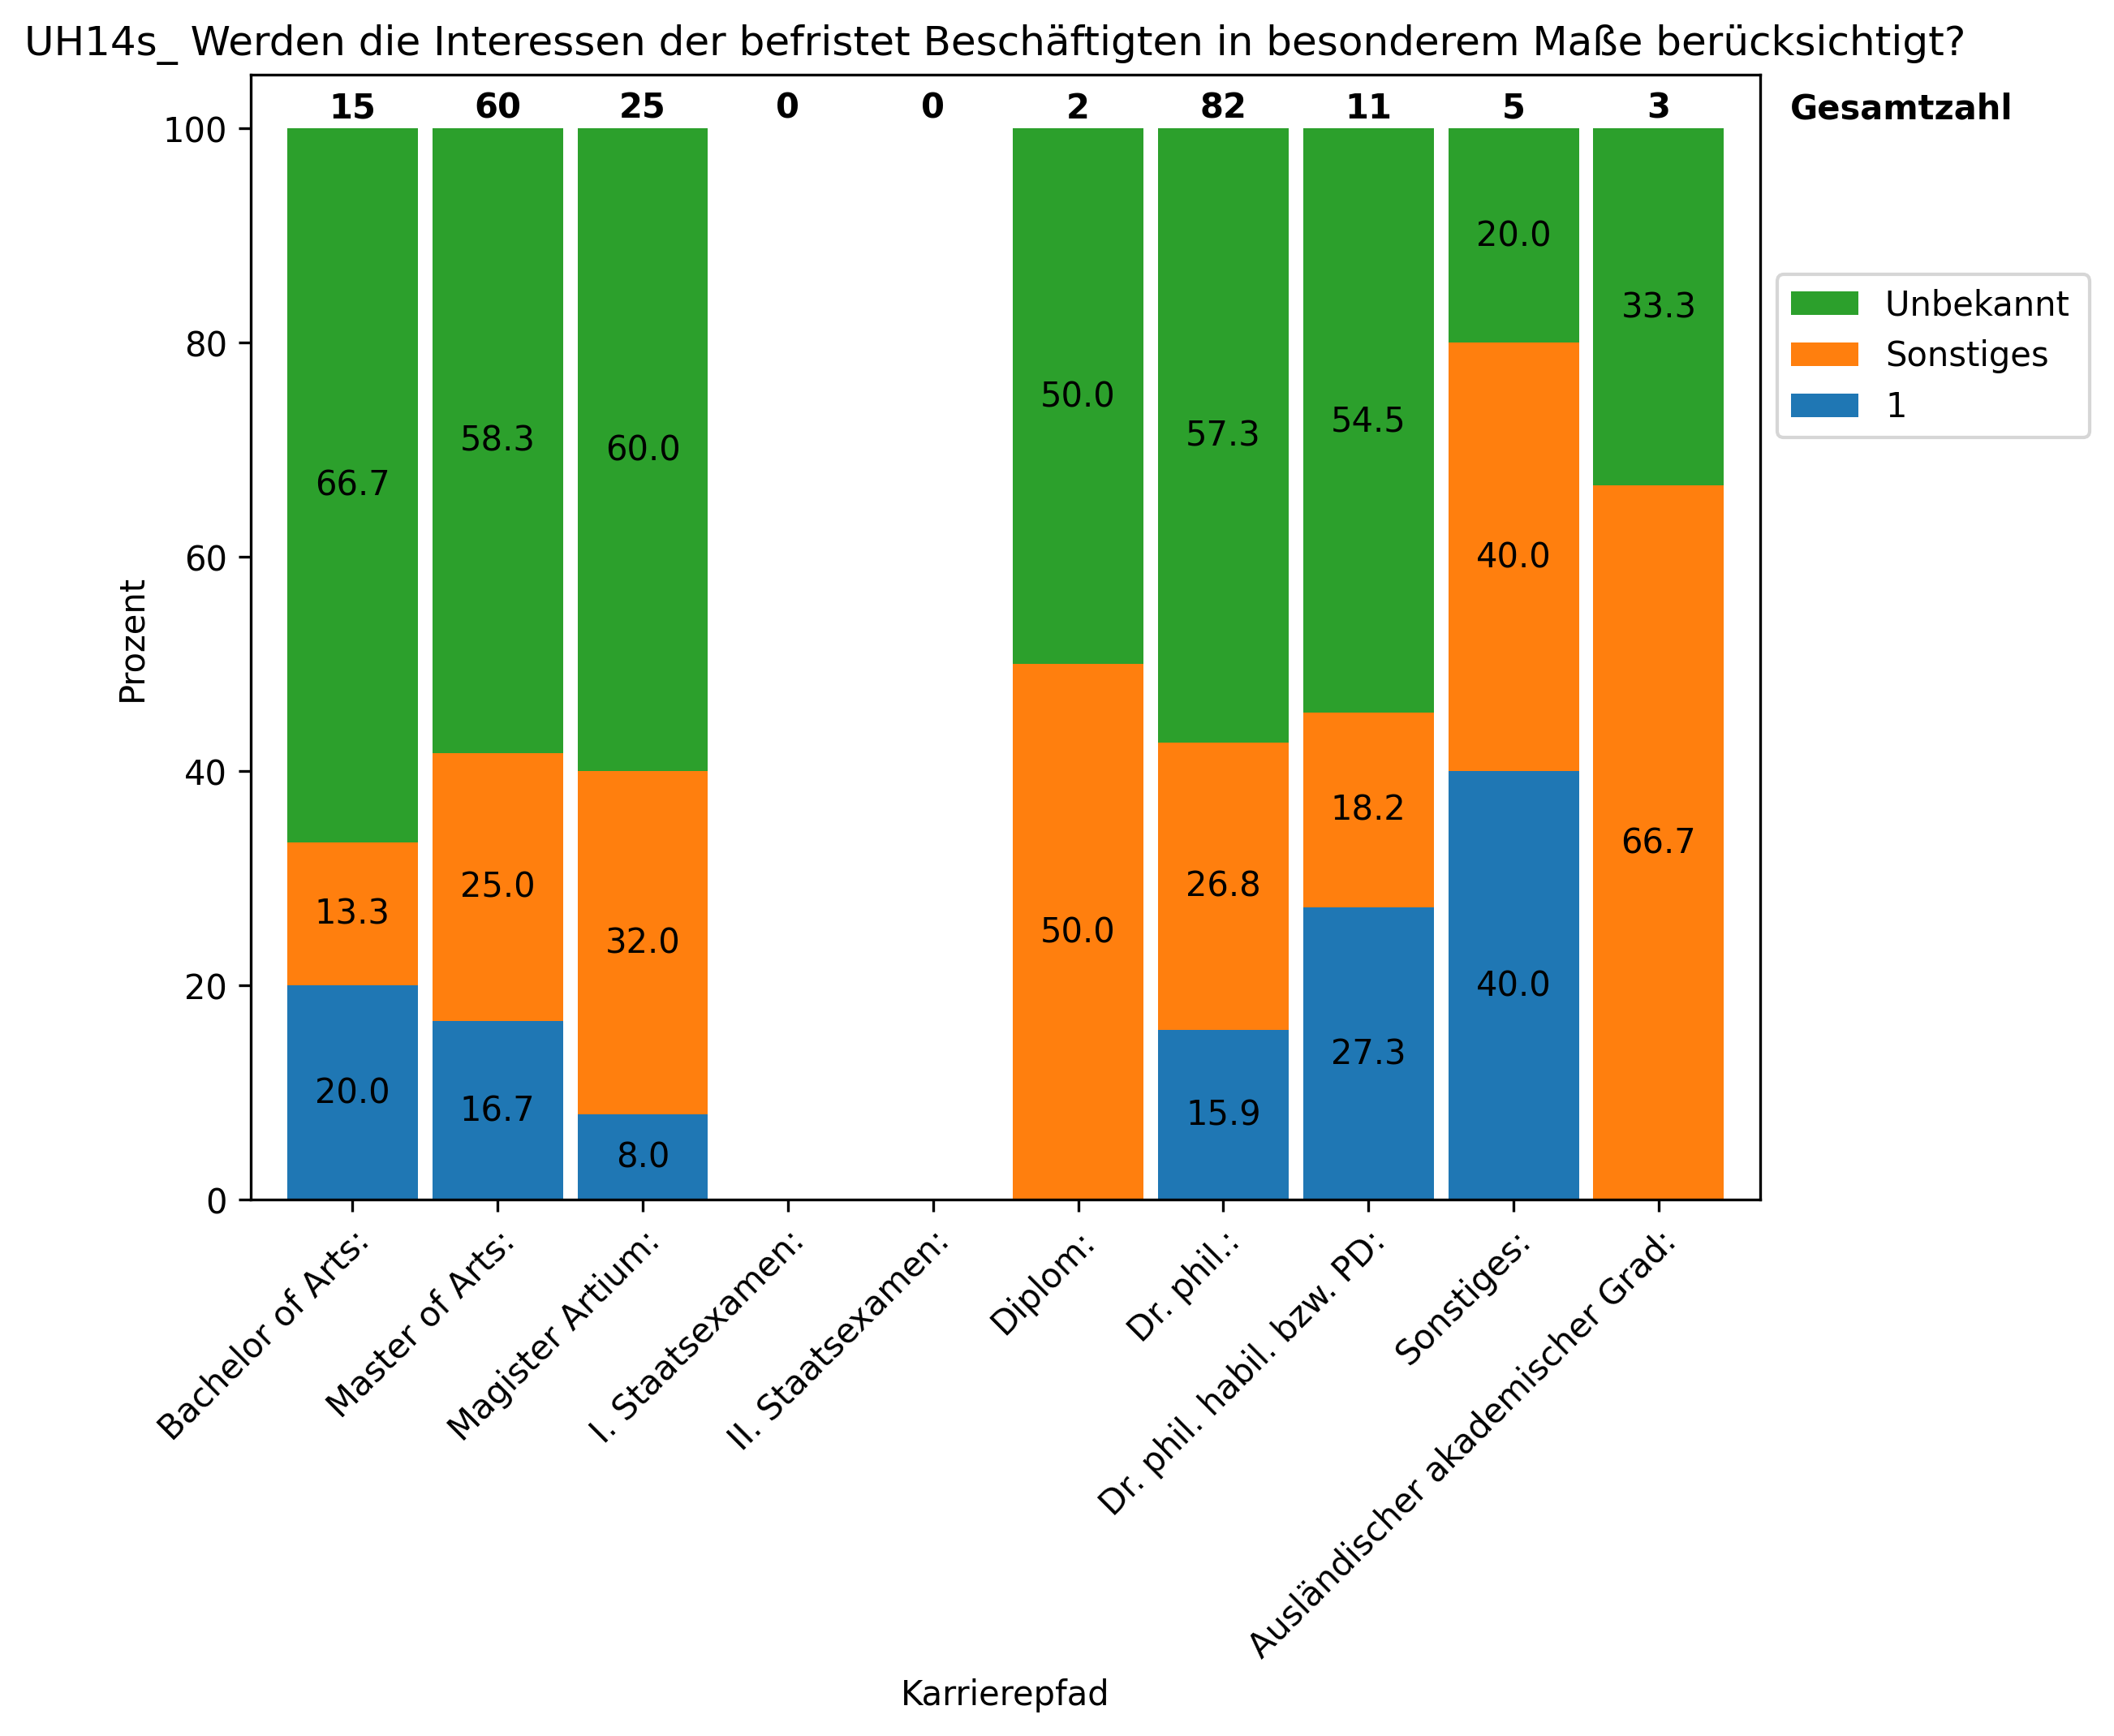 UH14s_ Werden die Interessen der befristet Beschäftigten in besonderem Maße berücksichtigt?
15 60 25 0 0 2 82 11 5 3 Gesamtzahl
100
80
60
40
20
0
Prozent
66.7
13.3
20.0
58.3
25.0
16.7
60.0
32.0
8.0
50.0
50.0
57.3
26.8
15.9
54.5
18.2
27.3
20.0
40.0
40.0
33.3
66.7
Unbekannt
Sonstiges
1
Bachelor of Arts:
Master of Arts:
Magister Artium:
I. Staatsexamen:
II. Staatsexamen:
Diplom:
Dr. phil.:
Dr. phil. habil. bzw. PD:
Sonstiges:
Ausländischer akademischer Grad:
Karrierepfad